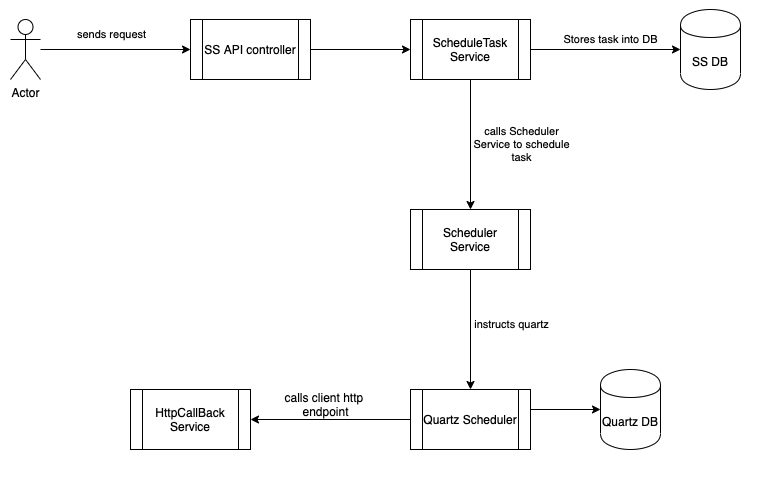 sends request
SS API controller
ScheduleTask
Service
Stores task into DB
SS DB
Actor
calls Scheduler
Service to schedule
task
Scheduler
Service
instructs quartz
HttpCallBack
Service
calls client http
endpoint
Quartz Scheduler
Quartz DB